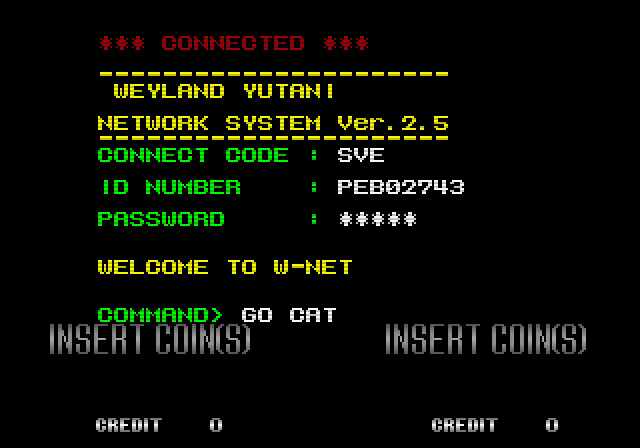 *** CONNECTED ***
----------------------
WEYLAND YUTANI
NETWORK SYSTEM Ver.2.5
----------------------
CONNECT CODE : SVE
ID NUMBER : PEB02743
PASSWORD : *****
WELCOME TO W-NET
COMMAND> GO CAT
INSERT COIN(S) INSERT COIN(S)
CREDIT 0 CREDIT 0